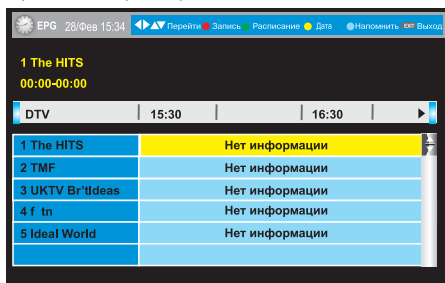 EPG 28/Фев 15:34 Перейти Запись Расписание Дата Напомнить EXIT Выход
1 The HITS
00:00-00:00
DTV 15:30 16:30
1 The HITS Нет информации
2 TMF Нет информации
3 UKTV Br'tIdeas Нет информации
4 f tn Нет информации
5 Ideal World Нет информации